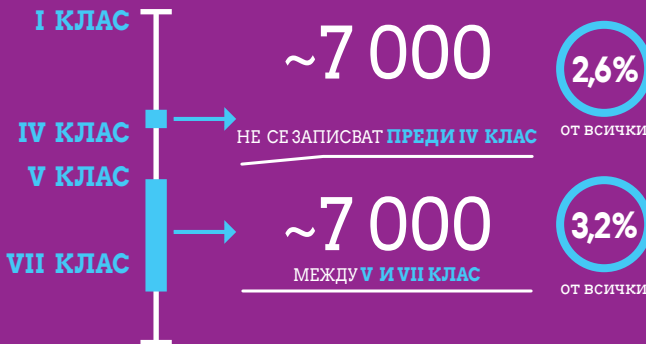 I КЛАС
~7 000
2,6%
IV КЛАС
НЕ СЕ ЗАПИСВАТ ПРЕДИ IV КЛАС
от всички
V КЛАС
~7 000
3,2%
VII КЛАС
МЕЖДУ V И VII КЛАС
от всички